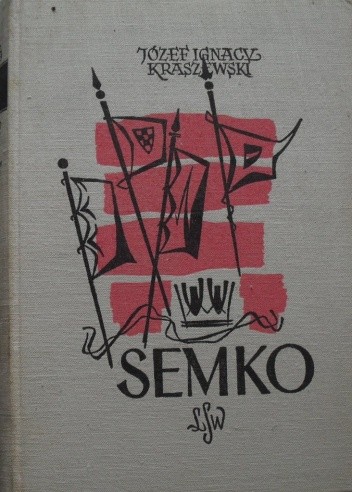 JÓZEF IGNACY
KRASZEWSKI
SEMKO
LSW